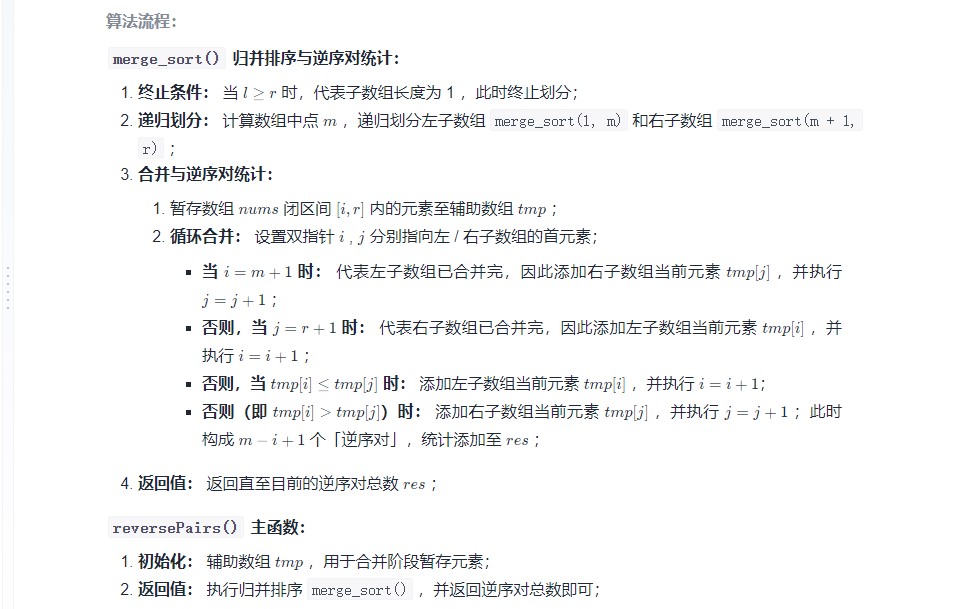 算法流程：
merge_sort() 归并排序与逆序对统计：
1. 终止条件： 当 l ≥ r 时，代表子数组长度为 1 ，此时终止划分；
2. 递归划分： 计算数组中点 m ，递归划分左子数组 merge_sort(l, m) 和右子数组 merge_sort(m + 1,
r) ；
3. 合并与逆序对统计：
1. 暂存数组 nums 闭区间 [i, r] 内的元素至辅助数组 tmp ；
2. 循环合并： 设置双指针 i , j 分别指向左 / 右子数组的首元素；
▪ 当 i = m + 1 时： 代表左子数组已合并完，因此添加右子数组当前元素 tmp[j] ，并执行
j = j + 1 ；
▪ 否则，当 j = r + 1 时： 代表右子数组已合并完，因此添加左子数组当前元素 tmp[i] ，并
执行 i = i + 1 ；
▪ 否则，当 tmp[i] ≤ tmp[j] 时： 添加左子数组当前元素 tmp[i] ，并执行 i = i + 1；
▪ 否则（即 tmp[i] > tmp[j]）时： 添加右子数组当前元素 tmp[j] ，并执行 j = j + 1 ；此时
构成 m − i + 1 个「逆序对」，统计添加至 res ；
4. 返回值： 返回直至目前的逆序对总数 res ；
reversePairs() 主函数：
1. 初始化： 辅助数组 tmp ，用于合并阶段暂存元素；
2. 返回值： 执行归并排序 merge_sort() ，并返回逆序对总数即可；